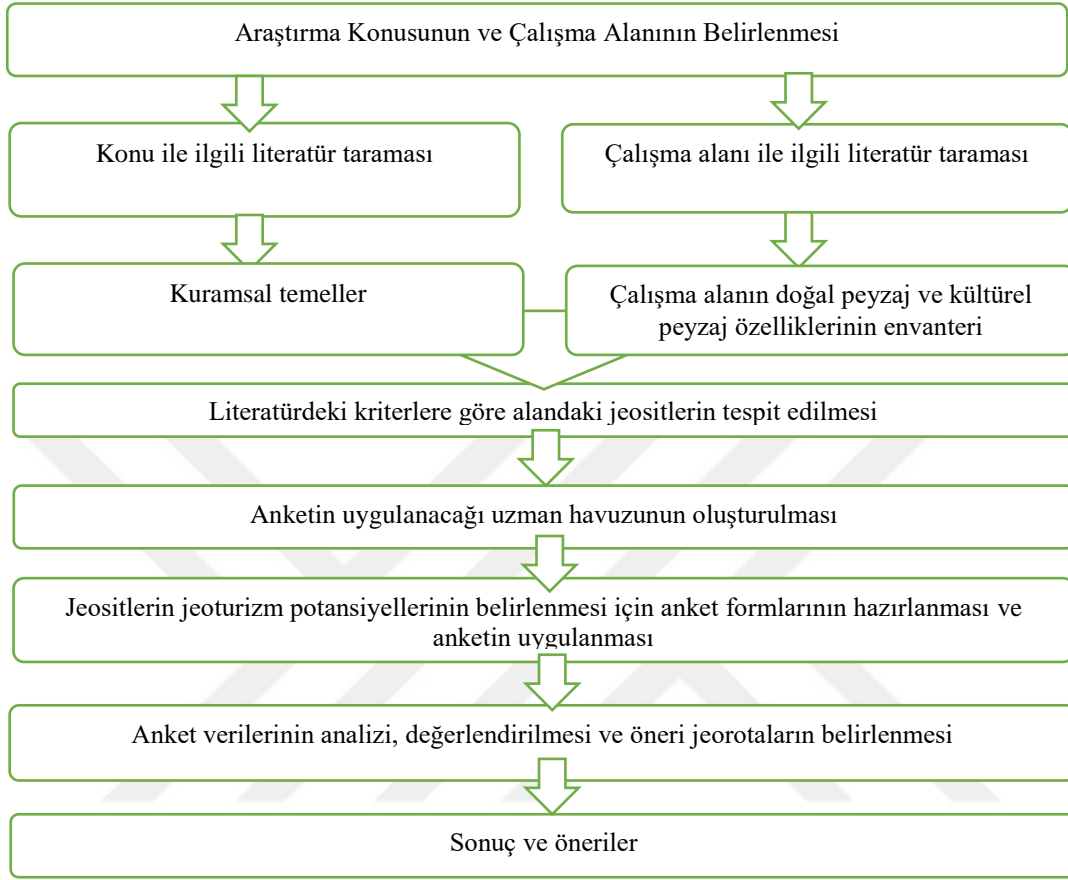 Araştırma Konusunun ve Çalışma Alanının Belirlenmesi
Konu ile ilgili literatür taraması
Çalışma alanı ile ilgili literatür taraması
Kuramsal temeller
Çalışma alanın doğal peyzaj ve kültürel
peyzaj özelliklerinin envanteri
Literatürdeki kriterlere göre alandaki jeositlerin tespit edilmesi
Anketin uygulanacağı uzman havuzunun oluşturulması
Jeositlerin jeoturizm potansiyellerinin belirlenmesi için anket formlarının hazırlanması ve
anketin uygulanması
Anket verilerinin analizi, değerlendirilmesi ve öneri jeorotaların belirlenmesi
Sonuç ve öneriler